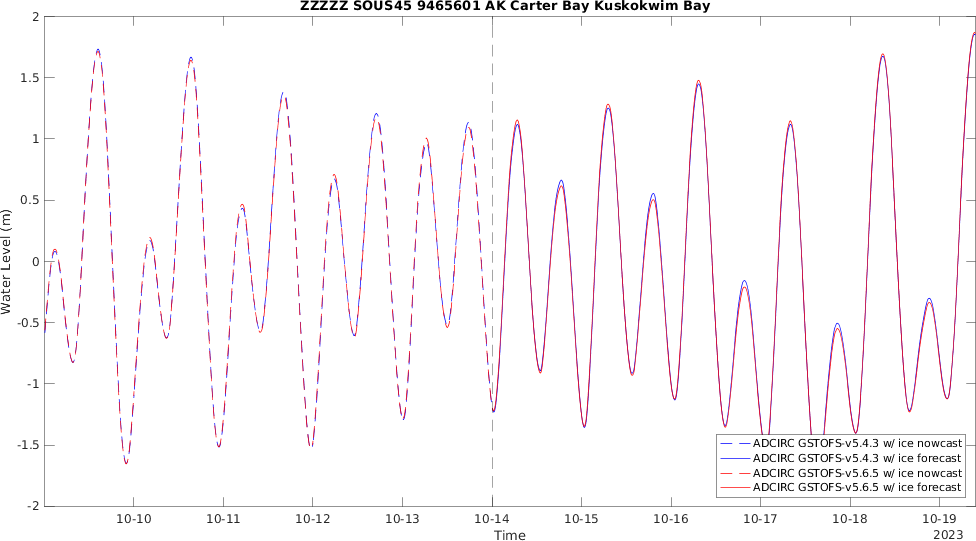 ZZZZZ SOUS45 9465601 AK Carter Bay Kuskokwim Bay
2
1.5
1
0.5
0
-0.5
-1
-1.5
-2
Water Level (m)
ADCIRC GSTOFS-v5.4.3 w/ ice nowcast
ADCIRC GSTOFS-v5.4.3 w/ ice forecast
ADCIRC GSTOFS-v5.6.5 w/ ice nowcast
ADCIRC GSTOFS-v5.6.5 w/ ice forecast
10-10 10-11 10-12 10-13 10-14 10-15 10-16 10-17 10-18 10-19
Time 2023